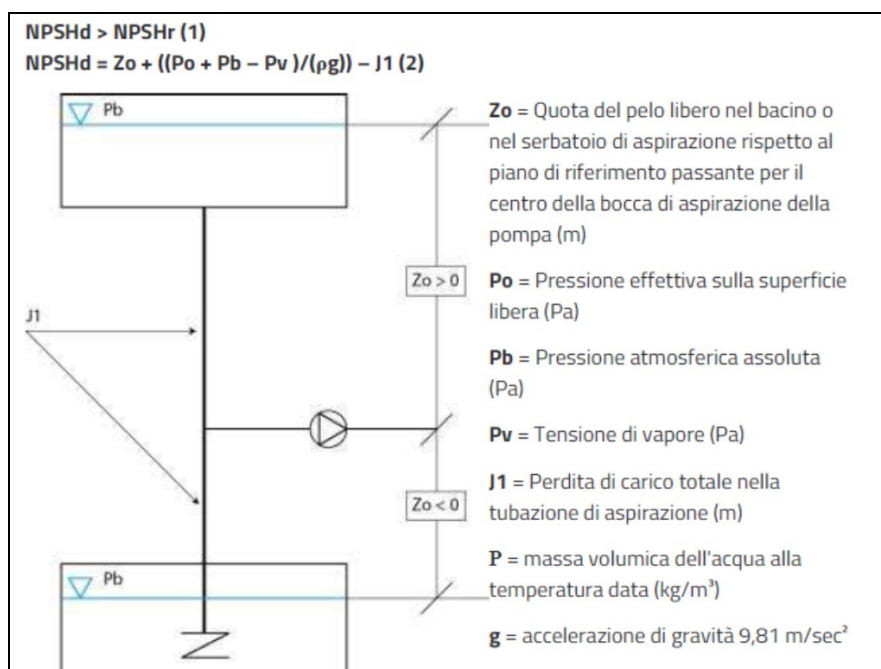 NPSHd > NPSHr (1)
NPSHd = Zo + ((Po + Pb – Pv )/(ρg)) – J1 (2)
Pb
Zo = Quota del pelo libero nel bacino o
nel serbatoio di aspirazione rispetto al
piano di riferimento passante per il
centro della bocca di aspirazione della
pompa (m)
Zo > 0
Po = Pressione effettiva sulla superficie
libera (Pa)
J1
Pb = Pressione atmosferica assoluta
(Pa)
Pv = Tensione di vapore (Pa)
J1 = Perdita di carico totale nella
tubazione di aspirazione (m)
Zo < 0
Pb
P = massa volumica dell'acqua alla
temperatura data (kg/m³)
g = accelerazione di gravità 9,81 m/sec²